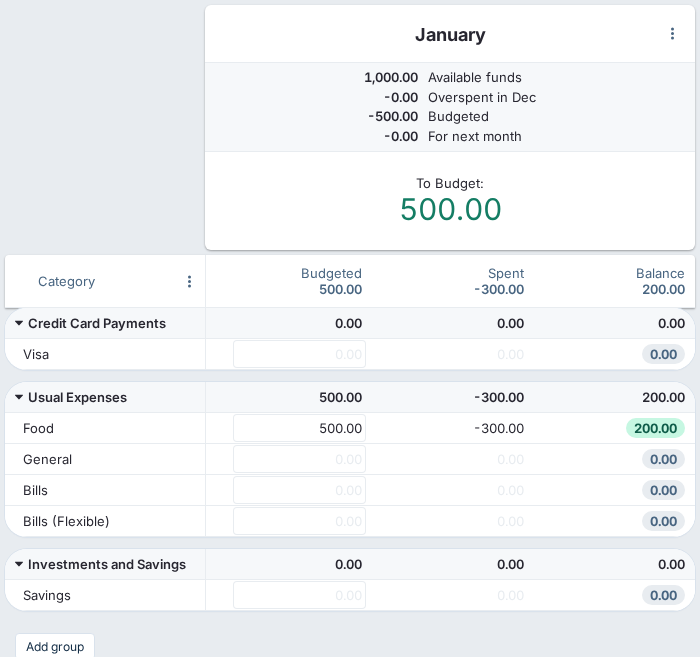 January
1,000.00 Available funds
-0.00 Overspent in Dec
-500.00 Budgeted
-0.00 For next month
To Budget:
500.00
Category Budgeted Spent Balance
500.00 -300.00 200.00
Credit Card Payments 0.00 0.00 0.00
Visa 0.00 0.00 0.00
Usual Expenses 500.00 -300.00 200.00
Food 500.00 -300.00 200.00
General 0.00 0.00 0.00
Bills 0.00 0.00 0.00
Bills (Flexible) 0.00 0.00 0.00
Investments and Savings 0.00 0.00 0.00
Savings 0.00 0.00 0.00
Add group